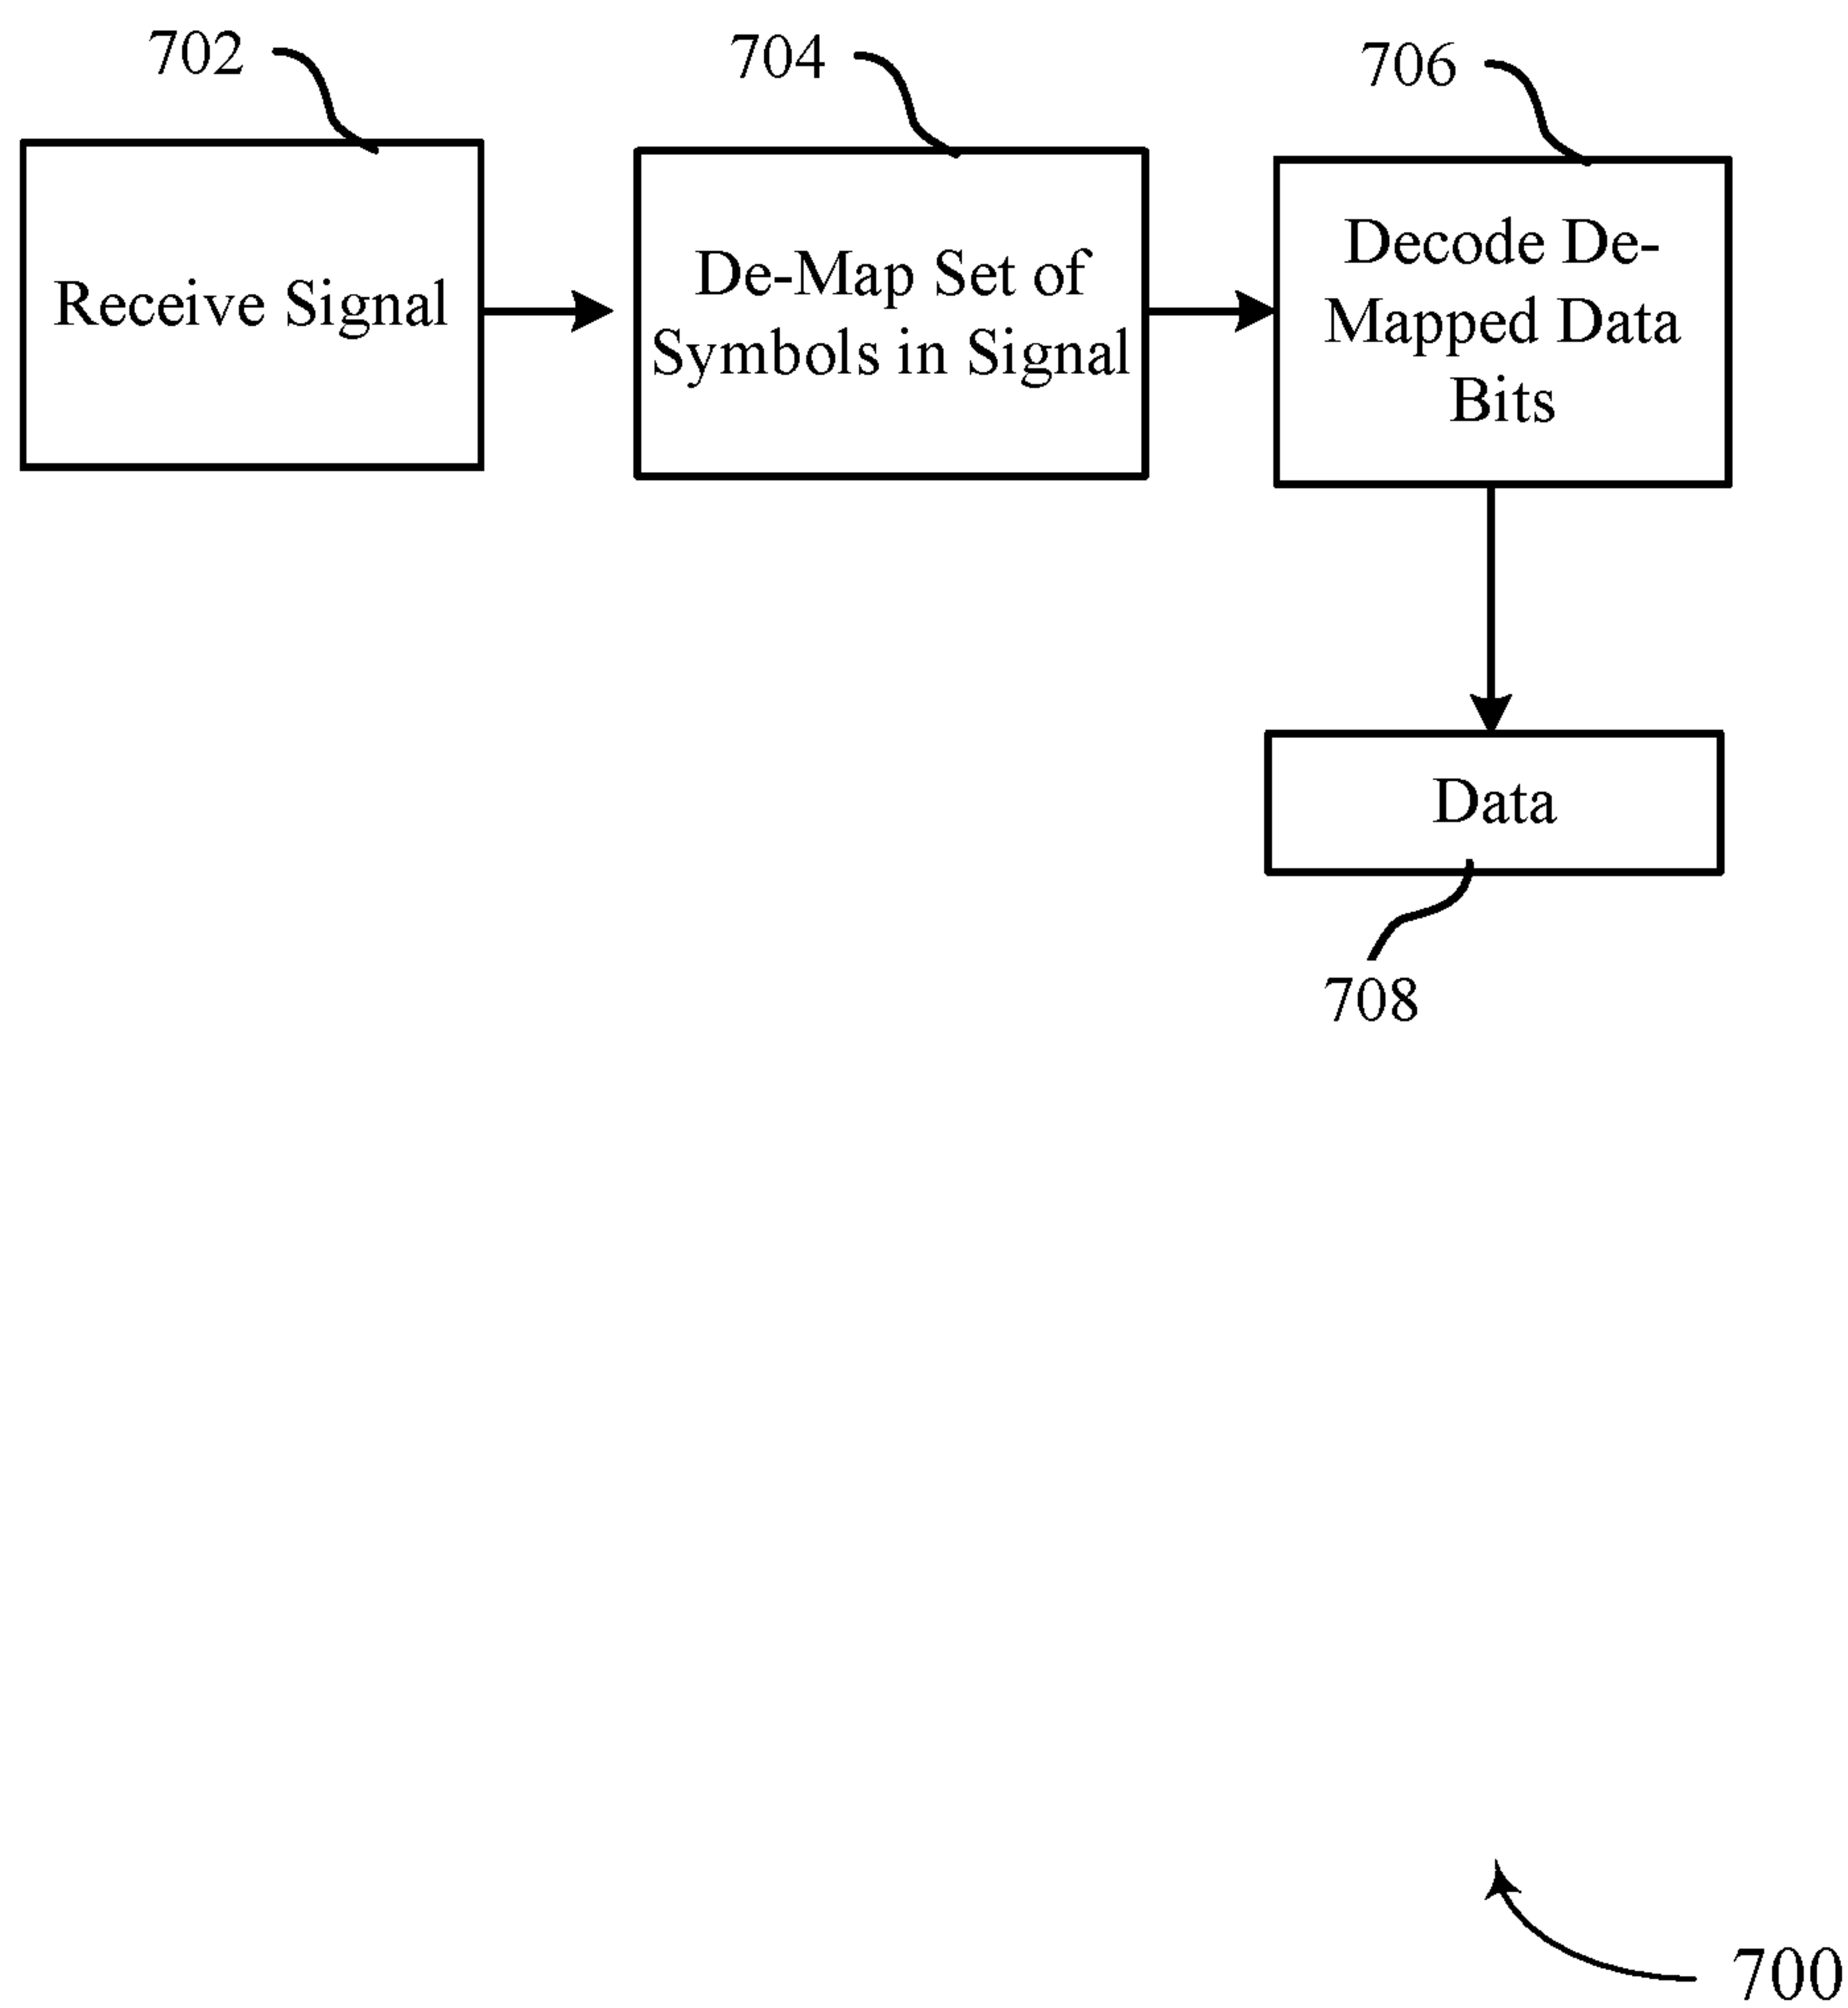 702
704
706
Receive Signal
De-Map Set of
Symbols in Signal
Decode De-
Mapped Data
Bits
Data
708
700